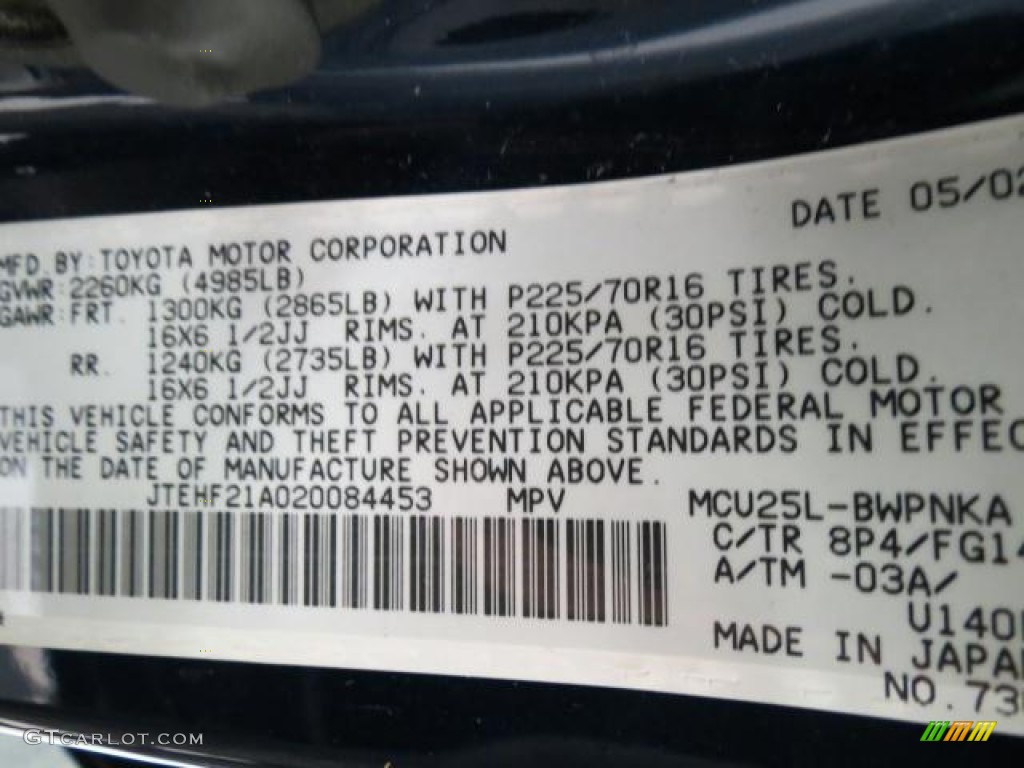 DATE 05/02
MFD. BY: TOYOTA MOTOR CORPORATION
GVWR: 2260KG (4985LB)
GAWR: FRT. 1300KG (2865LB) WITH P225/70R16 TIRES.
16X6 1/2JJ RIMS. AT 210KPA (30PSI) COLD.
RR. 1240KG (2735LB) WITH P225/70R16 TIRES.
16X6 1/2JJ RIMS. AT 210KPA (30PSI) COLD.
THIS VEHICLE CONFORMS TO ALL APPLICABLE FEDERAL MOTOR
VEHICLE SAFETY AND THEFT PREVENTION STANDARDS IN EFFEC
ON THE DATE OF MANUFACTURE SHOWN ABOVE.
JTEHF21A020084453 MPV MCU25L-BWPNKA
C/TR 8P4/FG14
A/TM -03A/
U140
MADE IN JAPAN
NO.73
GTCARLOT.COM